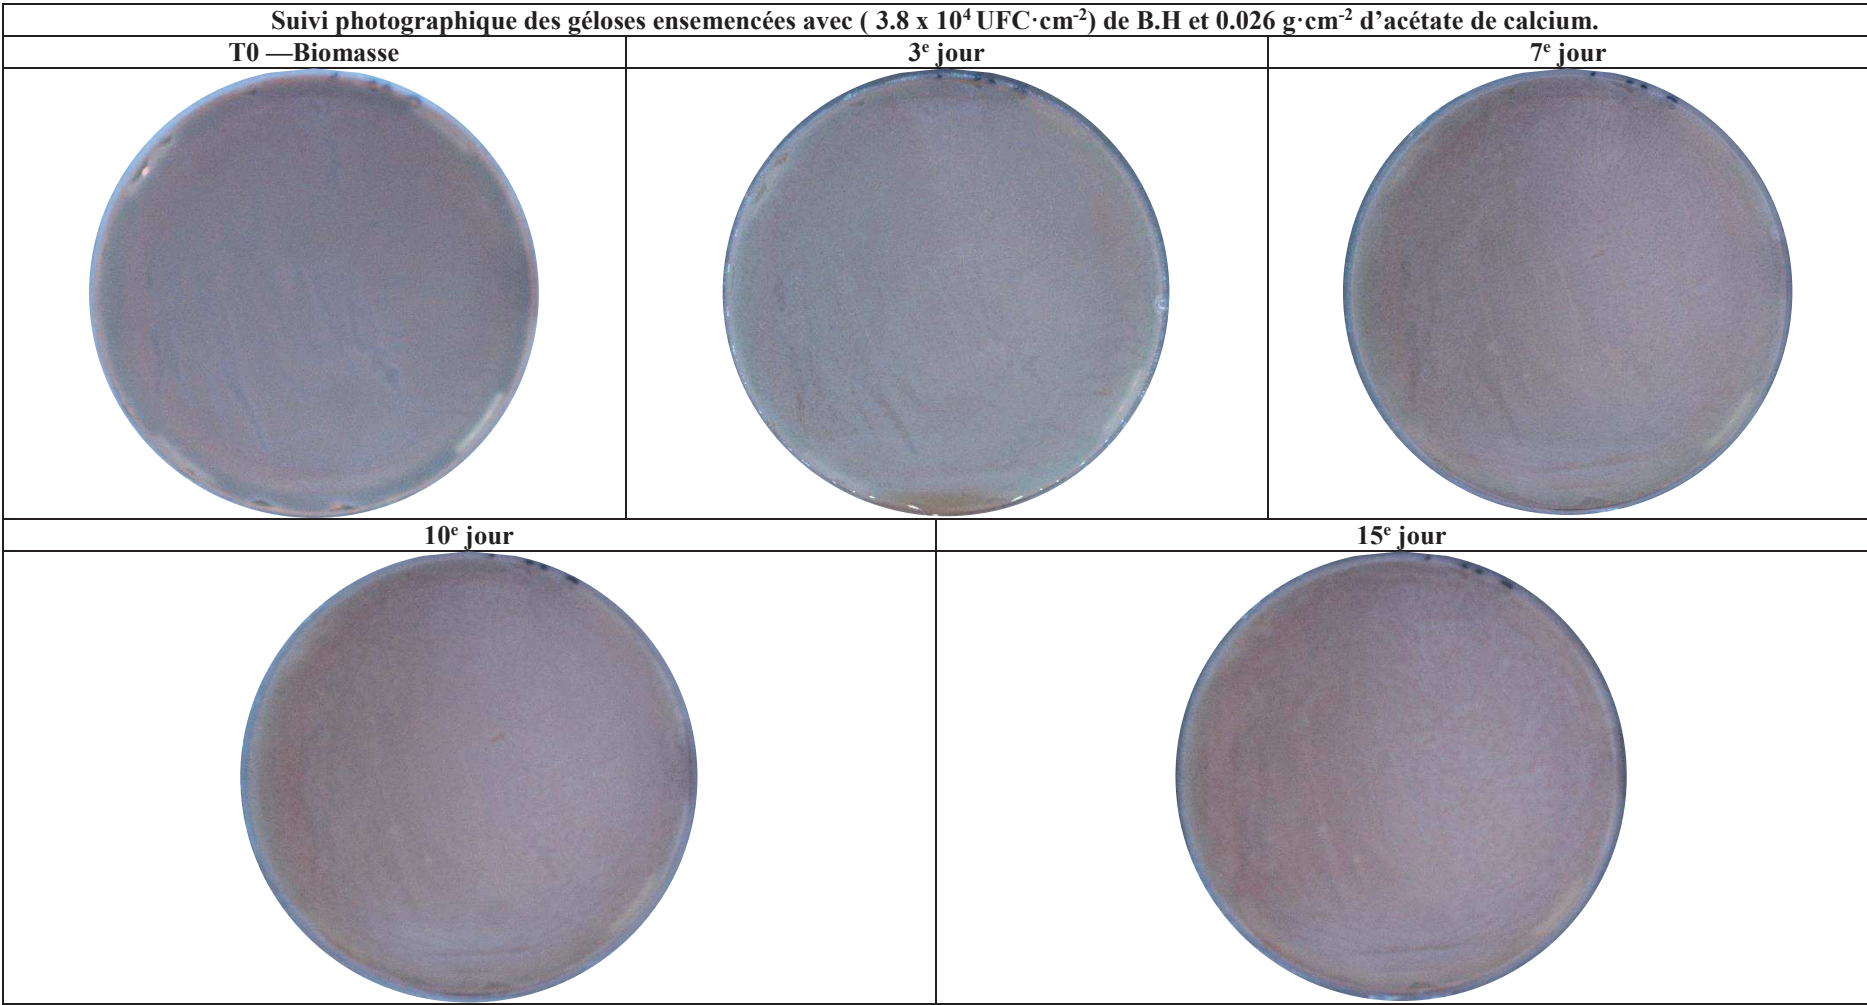 Suivi photographique des géloses ensemencées avec ( 3.8 x 10⁴ UFC·cm⁻²) de B.H et 0.026 g·cm⁻² d’acétate de calcium.
T0 —Biomasse
3ᵉ jour
7ᵉ jour
10ᵉ jour
15ᵉ jour